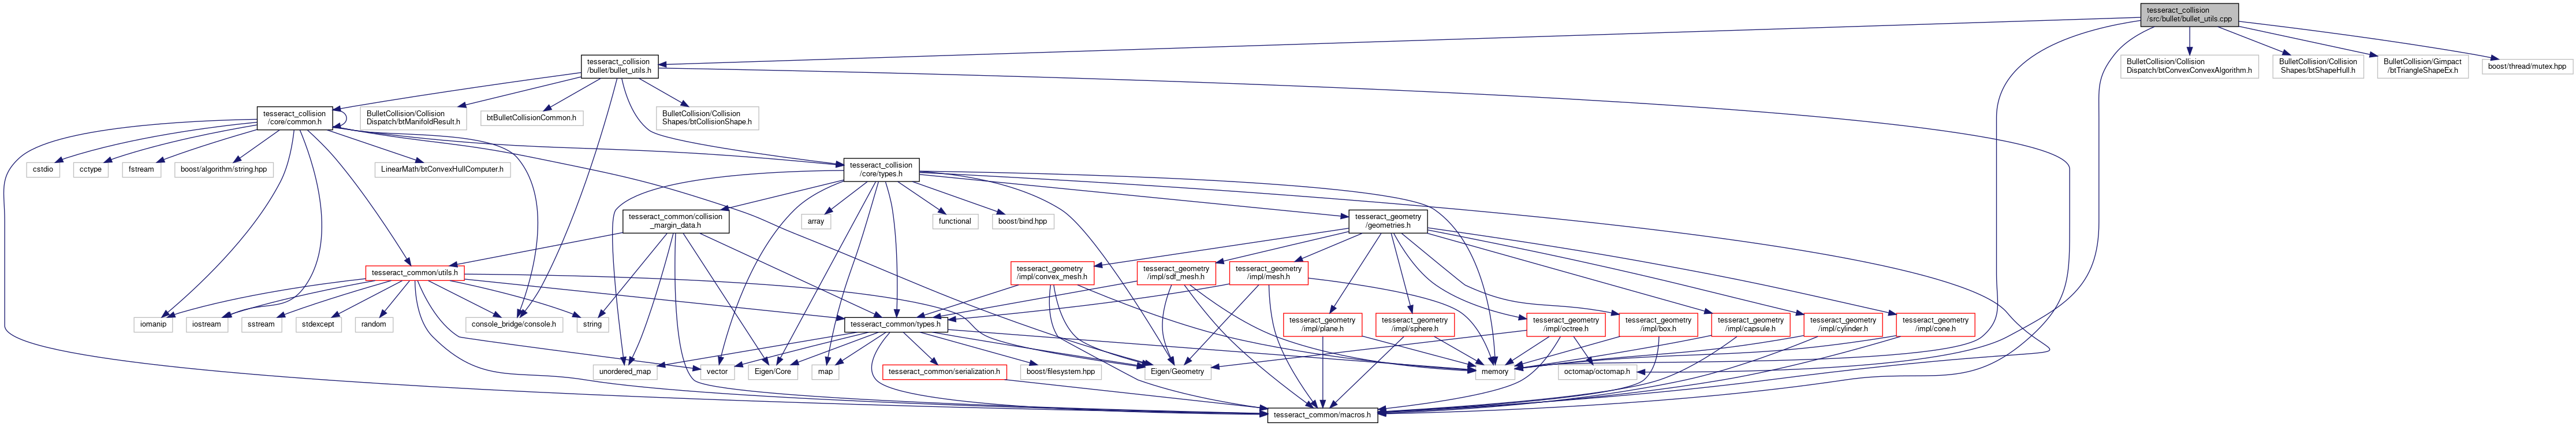 tesseract_collision
/src/bullet/bullet_utils.cpp
tesseract_collision
/bullet/bullet_utils.h
BulletCollision/Collision
Dispatch/btConvexConvexAlgorithm.h
BulletCollision/Collision
Shapes/btShapeHull.h
BulletCollision/Gimpact
/btTriangleShapeEx.h
boost/thread/mutex.hpp
tesseract_collision
/core/common.h
BulletCollision/Collision
Dispatch/btManifoldResult.h
btBulletCollisionCommon.h
BulletCollision/Collision
Shapes/btCollisionShape.h
cstdio
cctype
fstream
boost/algorithm/string.hpp
LinearMath/btConvexHullComputer.h
tesseract_collision
/core/types.h
tesseract_common/collision
_margin_data.h
array
functional
boost/bind.hpp
tesseract_geometry
/geometries.h
tesseract_common/utils.h
tesseract_geometry
/impl/convex_mesh.h
tesseract_geometry
/impl/sdf_mesh.h
tesseract_geometry
/impl/mesh.h
iomanip
iostream
sstream
stdexcept
random
console_bridge/console.h
string
tesseract_common/types.h
tesseract_geometry
/impl/plane.h
tesseract_geometry
/impl/sphere.h
tesseract_geometry
/impl/octree.h
tesseract_geometry
/impl/box.h
tesseract_geometry
/impl/capsule.h
tesseract_geometry
/impl/cylinder.h
tesseract_geometry
/impl/cone.h
unordered_map
vector
Eigen/Core
map
tesseract_common/serialization.h
boost/filesystem.hpp
Eigen/Geometry
memory
octomap/octomap.h
tesseract_common/macros.h